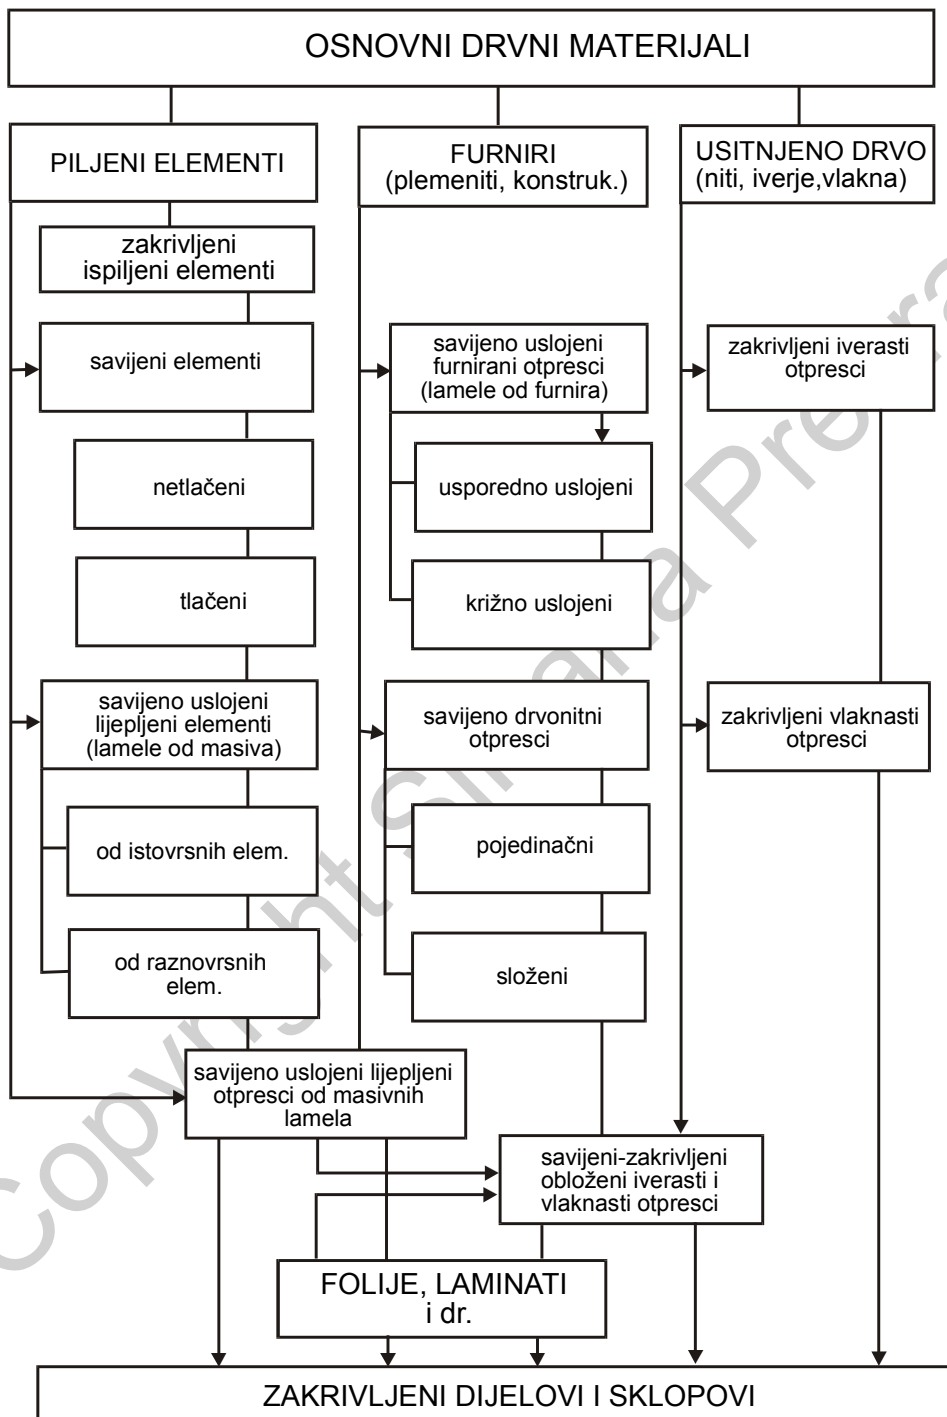 OSNOVNI DRVNI MATERIJALI
PILJENI ELEMENTI
zakrivljeni
ispiljeni elementi
savijeni elementi
netlačeni
tlačeni
savijeno uslojeni
lijepljeni elementi
(lamele od masiva)
od istovrsnih elem.
od raznovrsnih
elem.
FURNIRI
(plemeniti, konstruk.)
savijeno uslojeni
furnirani otpresci
(lamele od furnira)
usporedno uslojeni
križno uslojeni
savijeno drvonitni
otpresci
pojedinačni
složeni
USITNJENO DRVO
(niti, iverje,vlakna)
zakrivljeni iverasti
otpresci
zakrivljeni vlaknasti
otpresci
savijeno uslojeni lijepljeni
otpresci od masivnih
lamela
savijeni-zakrivljeni
obloženi iverasti i
vlaknasti otpresci
FOLIJE, LAMINATI
i dr.
ZAKRIVLJENI DIJELOVI I SKLOPOVI
Copyright